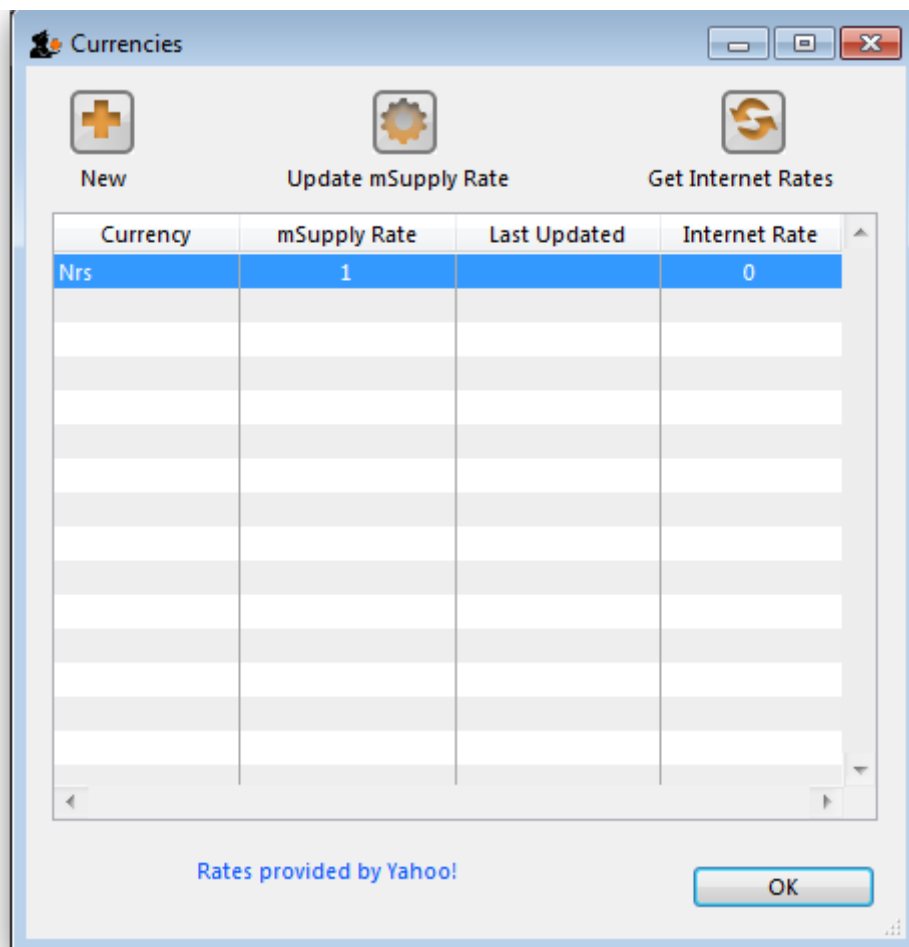 Currencies
New Update mSupply Rate Get Internet Rates
Currency mSupply Rate Last Updated Internet Rate
Nrs 1 0
Rates provided by Yahoo!
OK